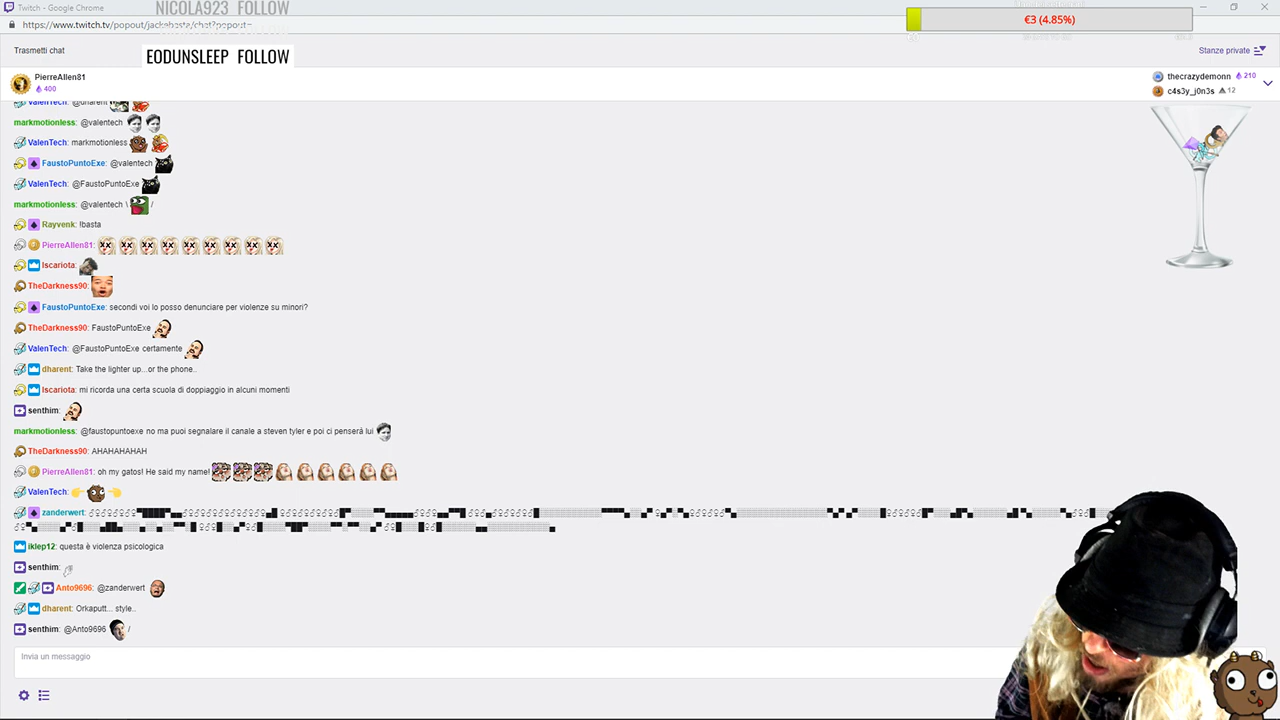 Twitch - Google Chrome
NICOLA923 FOLLOW
https://www.twitch.tv/popout/jackebasta/chat?popout=
€3 (4.85%)
Trasmetti chat
EODUNSLEEP FOLLOW
Stanze private
PierreAllen81
400
thecrazydemonn 210
c4s3y_j0n3s 12
ValenTech: @dharent
markmotionless: @valentech
ValenTech: markmotionless
FaustoPuntoExe: @valentech
ValenTech: @FaustoPuntoExe
markmotionless: @valentech \ /
Rayvenk: !basta
PierreAllen81:
Iscariota:
TheDarkness90:
FaustoPuntoExe: secondi voi lo posso denunciare per violenze su minori?
TheDarkness90: FaustoPuntoExe
ValenTech: @FaustoPuntoExe certamente
dharent: Take the lighter up...or the phone..
Iscariota: mi ricorda una certa scuola di doppiaggio in alcuni momenti
senthim:
markmotionless: @faustopuntoexe no ma puoi segnalare il canale a steven tyler e poi ci penserà lui
TheDarkness90: AHAHAHAHAH
PierreAllen81: oh my gatos! He said my name!
ValenTech:
zanderwert:
iklep12: questa è violenza psicologica
senthim:
Anto9696: @zanderwert
dharent: Orkaputt... style..
senthim: @Anto9696 /
Invia un messaggio